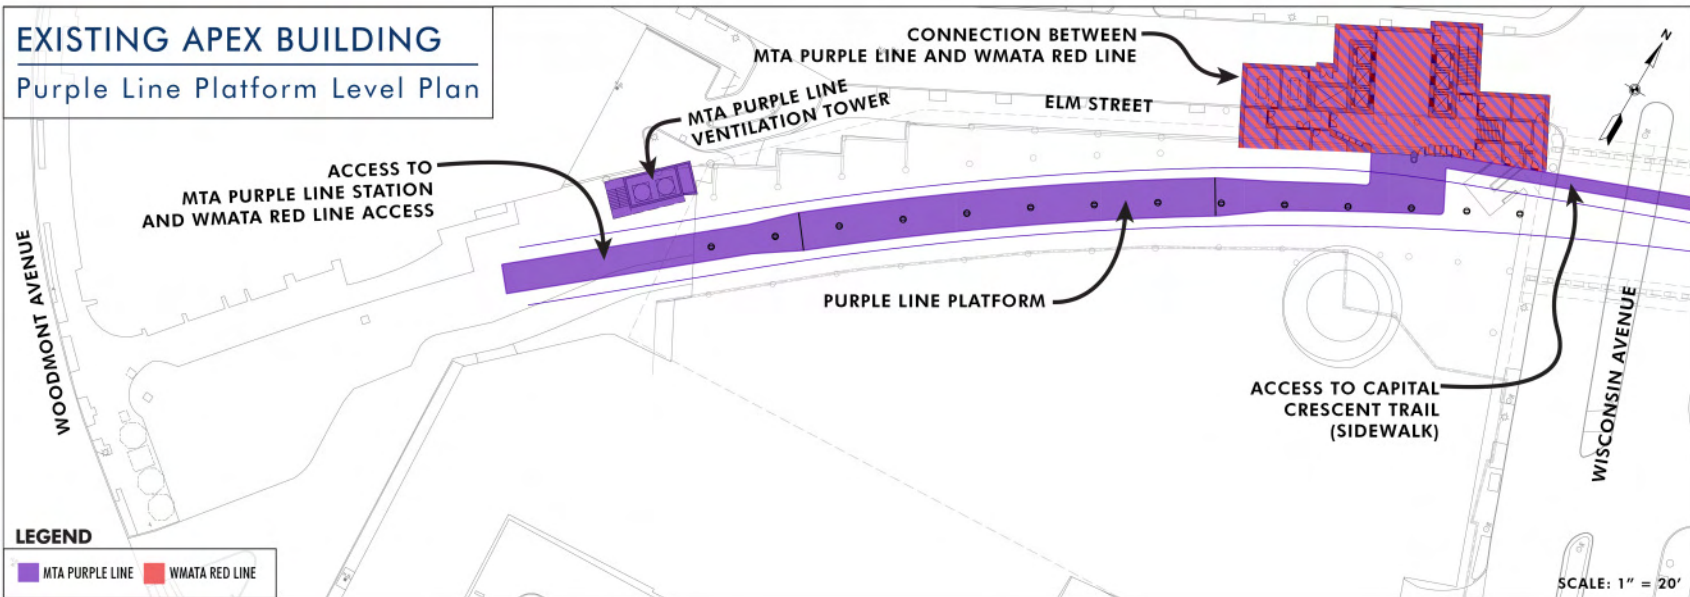 EXISTING APEX BUILDING
Purple Line Platform Level Plan
CONNECTION BETWEEN
MTA PURPLE LINE AND WMATA RED LINE
N
MTA PURPLE LINE
VENTILATION TOWER
ELM STREET
ACCESS TO
MTA PURPLE LINE STATION
AND WMATA RED LINE ACCESS
WOODMONT AVENUE
PURPLE LINE PLATFORM
WISCONSIN AVENUE
ACCESS TO CAPITAL
CRESCENT TRAIL
(SIDEWALK)
LEGEND
MTA PURPLE LINE
WMATA RED LINE
SCALE: 1" = 20'